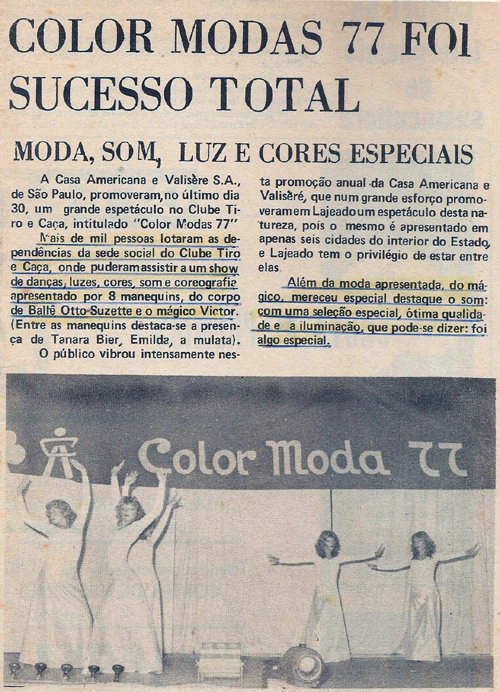 COLOR MODAS 77 FOI
SUCESSO TOTAL
MODA, SOM, LUZ E CORES ESPECIAIS
A Casa Americana e Valisère S.A.,
de São Paulo, promoveram, no último dia
30, um grande espetáculo no Clube Ti-
ro e Caça, intitulado "Color Modas 77"
Mais de mil pessoas lotaram as de-
pendências da sede social do Clube Tiro
e Caça, onde puderam assistir a um show
de danças, luzes, cores, som e coreografia
apresentado por 8 manequins, do corpo
de Ballê Otto-Suzette e o mágico Victor.
(Entre as manequins destaca-se a presen-
ça de Tanara Bier, Emilda, a mulata).
O público vibrou intensamente nes-
ta promoção anual da Casa Americana e
Valiseré, que num grande esforço promo-
veram em Lajeado um espetáculo desta na-
tureza, pois o mesmo é apresentado em
apenas seis cidades do interior do Estado,
e Lajeado tem o privilégio de estar entre
elas.
Além da moda apresentada, do má-
gico, mereceu especial destaque o som:
com uma seleção especial, ótima qualida-
de e a iluminação, que pode-se dizer: foi
algo especial.
Color Moda 77